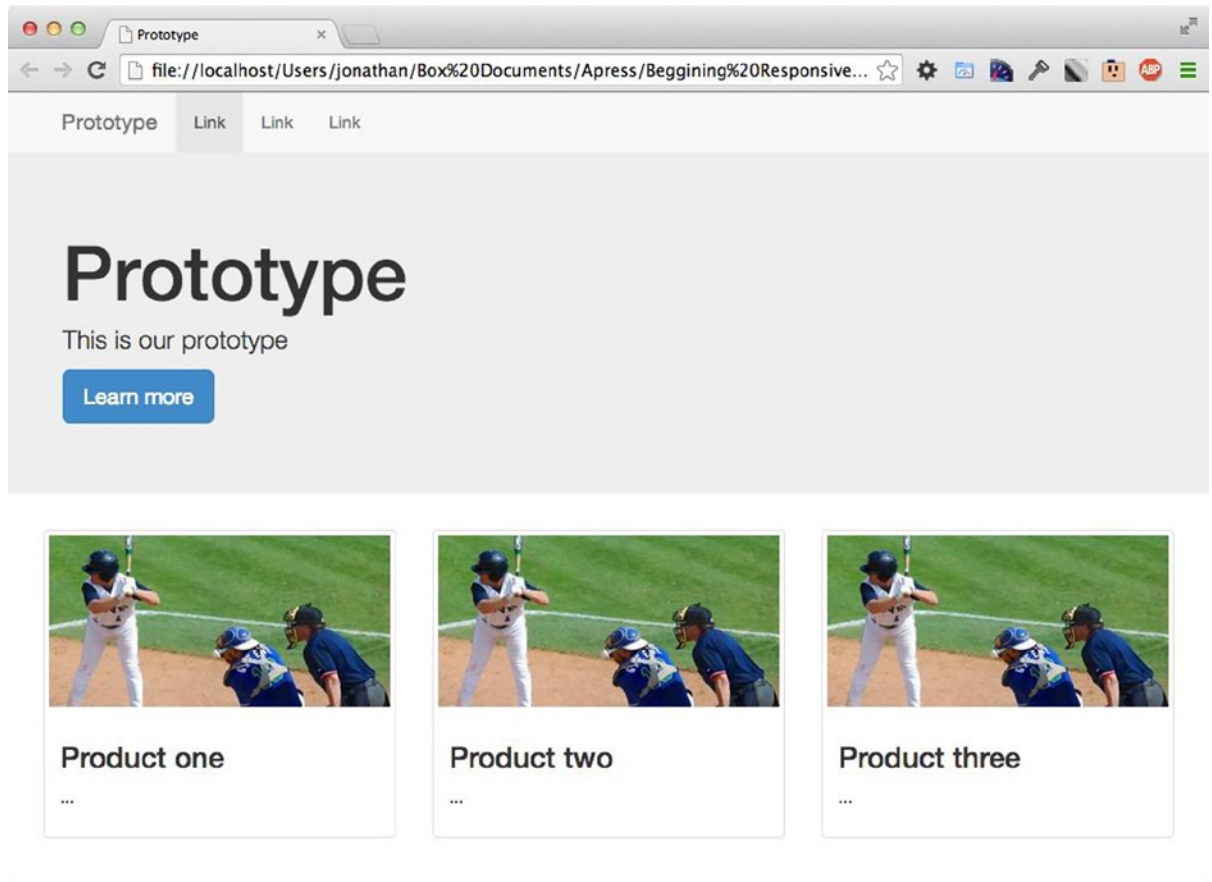 Prototype
file://localhost/Users/jonathan/Box%20Documents/Apress/Beggining%20Responsive...
Prototype Link Link Link
Prototype
This is our prototype
Learn more
Product one Product two Product three
... ... ...